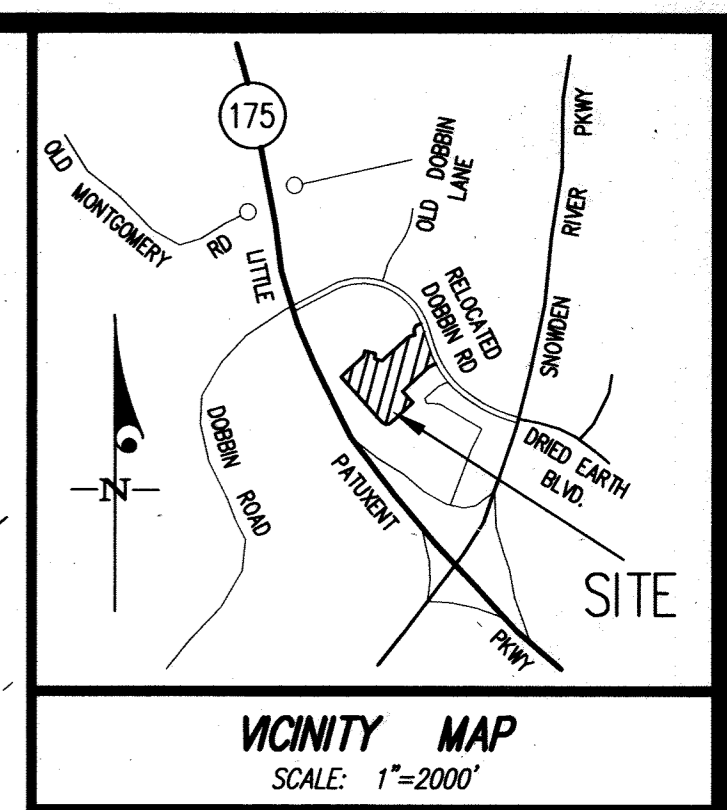 175
OLD MONTGOMERY RD
OLD DOBBIN
LANE
SNOWDEN RIVER PKWY
RELOCATED
DOBBIN RD
LITTLE PATUXENT PKWY
DOBBIN ROAD
DRIED EARTH
BLVD.
N
SITE
VICINITY MAP
SCALE: 1"=2000'